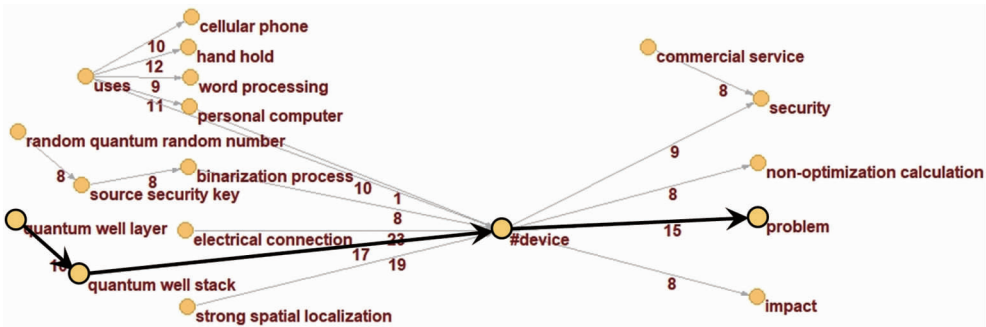 cellular phone
10
hand hold
12
uses
9
word processing
11
personal computer
random quantum random number
8
source security key
8
binarization process
10
1
8
quantum well layer
electrical connection
23
17
19
quantum well stack
strong spatial localization
#device
commercial service
8
security
9
non-optimization calculation
8
problem
15
8
impact